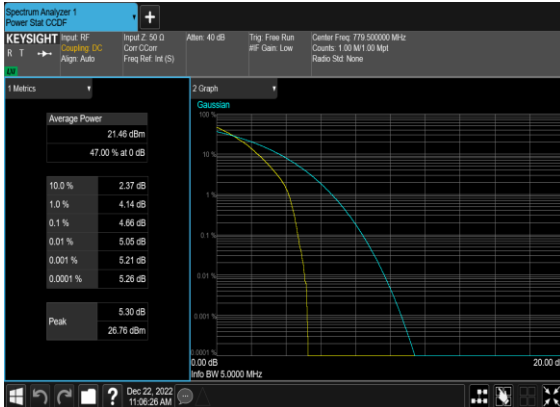 Spectrum Analyzer 1
Power Stat CCDF
KEYSIGHT
R T
Input: RF
Coupling: DC
Align: Auto
Input Z: 50 Ω
Corr CCorr
Freq Ref: Int (S)
Atten: 40 dB
Trig: Free Run
#IF Gain: Low
Center Freq: 779.500000 MHz
Counts: 1.00 M/1.00 Mpt
Radio Std: None
1 Metrics
2 Graph
Average Power
21.46 dBm
47.00 % at 0 dB
10.0 % 2.37 dB
1.0 % 4.14 dB
0.1 % 4.66 dB
0.01 % 5.05 dB
0.001 % 5.21 dB
0.0001 % 5.26 dB
Peak
5.30 dB
26.76 dBm
Gaussian
100 %
10 %
1 %
0.1 %
0.01 %
0.001 %
0.0001 %
0.00 dB
20.00 d
Info BW 5.0000 MHz
Dec 22, 2022
11:06:26 AM